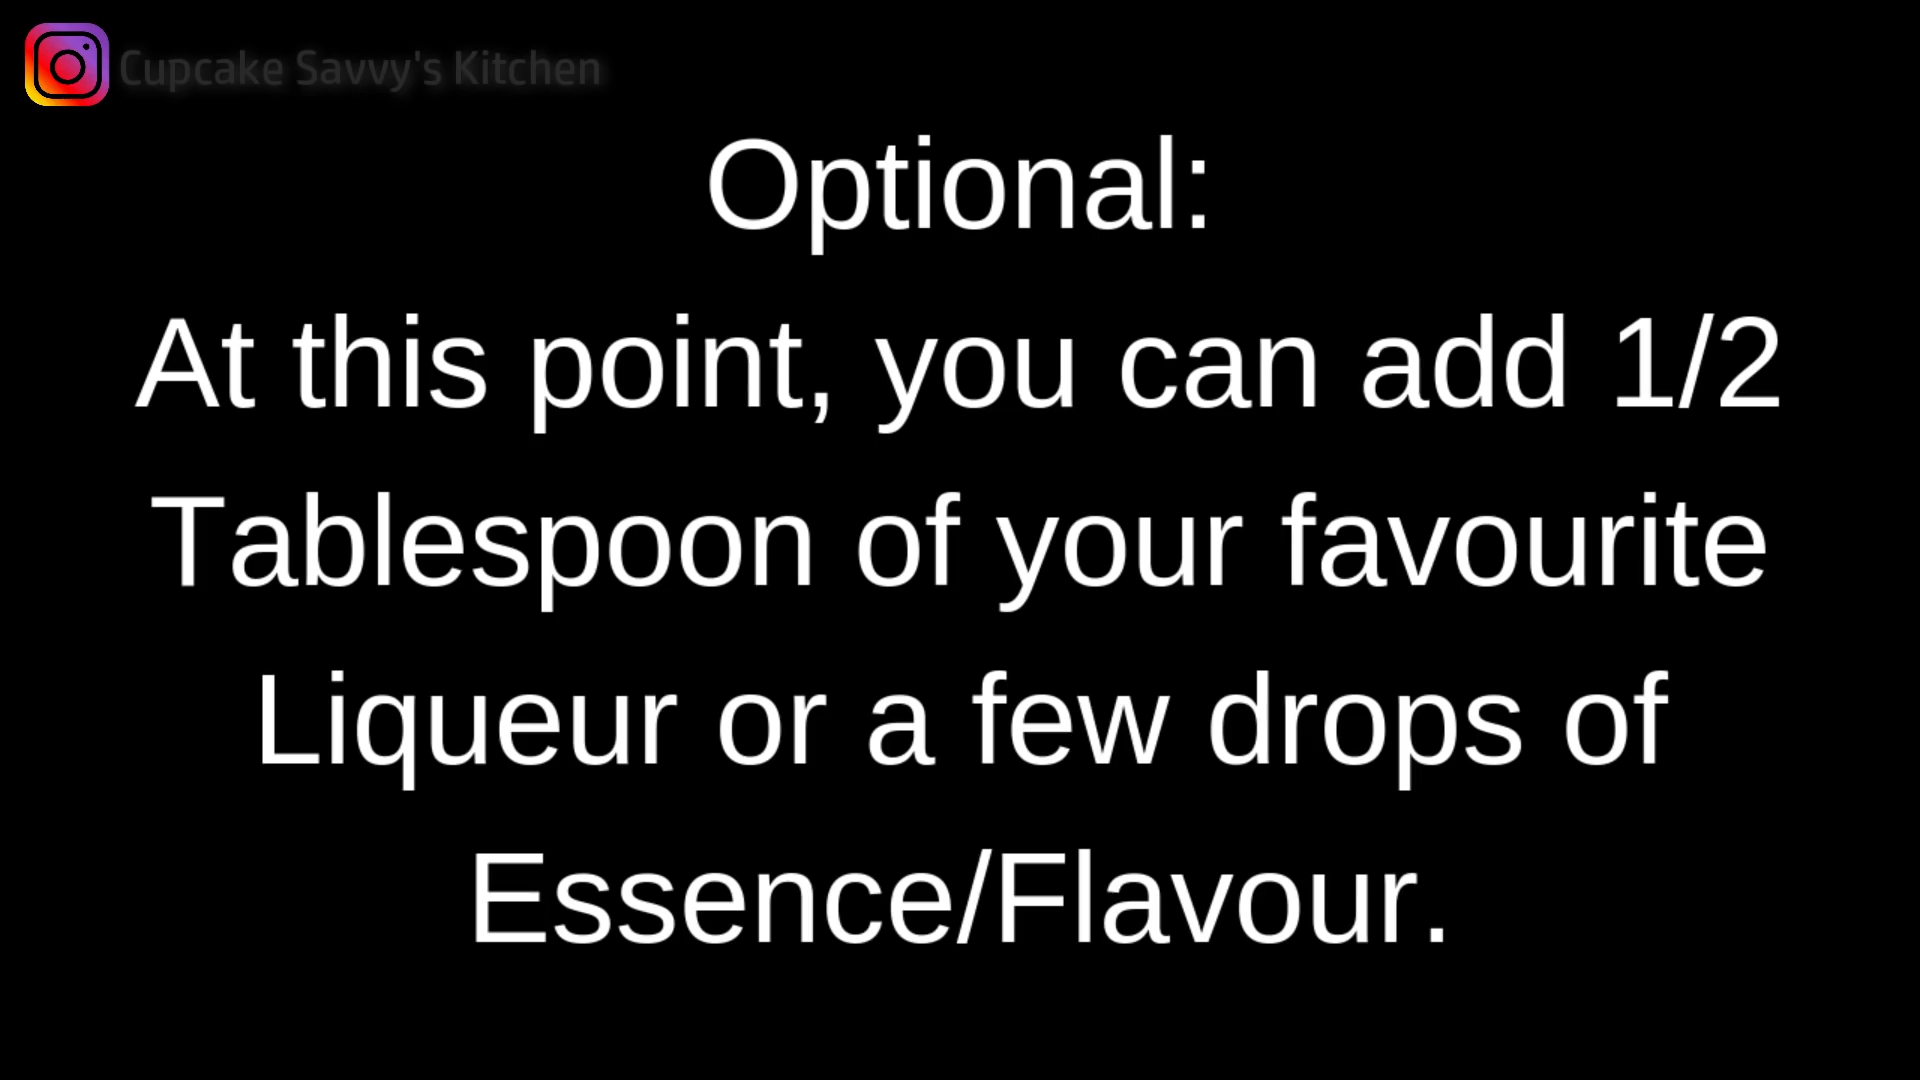 Cupcake Savvy's Kitchen
Optional:
At this point, you can add 1/2
Tablespoon of your favourite
Liqueur or a few drops of
Essence/Flavour.